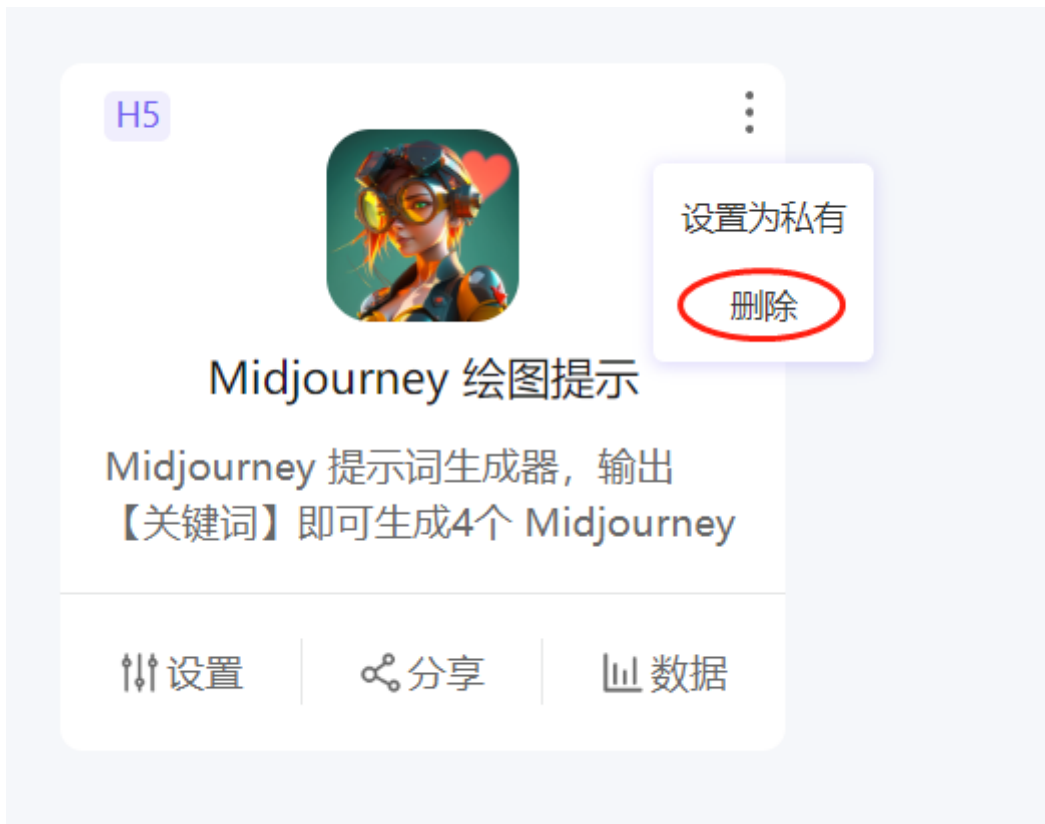 H5
设置为私有
删除
Midjourney 绘图提示
Midjourney 提示词生成器，输出
【关键词】即可生成4个 Midjourney
设置
分享
数据